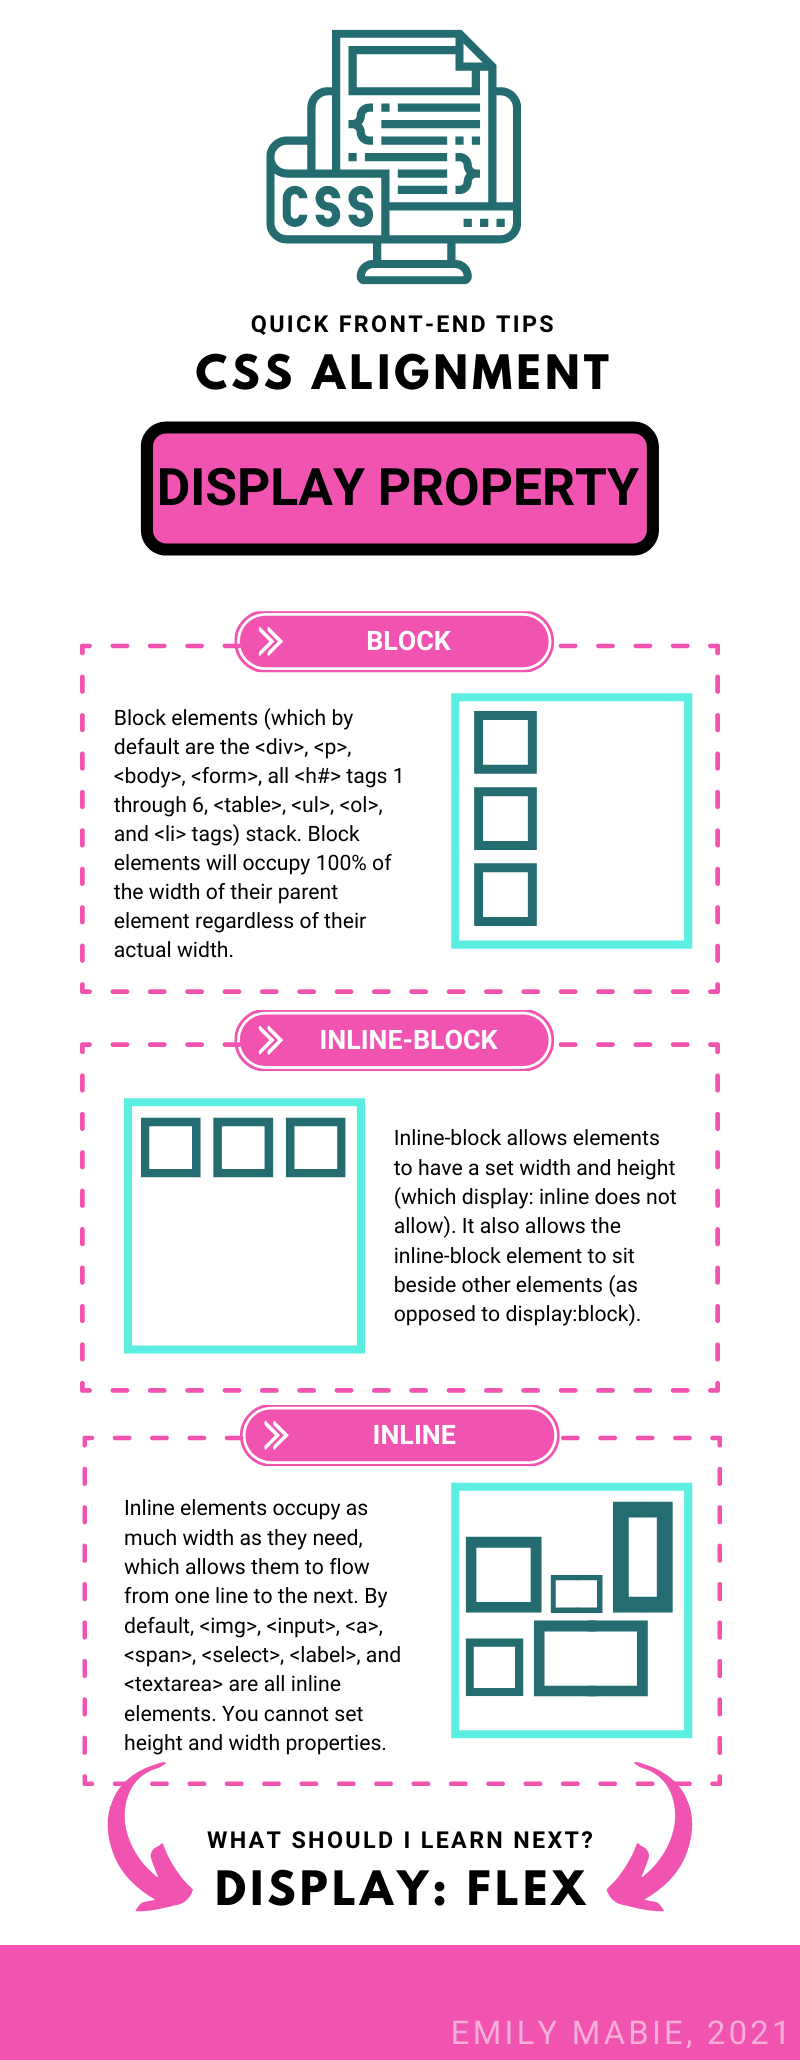 CSS
QUICK FRONT-END TIPS
CSS ALIGNMENT
DISPLAY PROPERTY
BLOCK
Block elements (which by
default are the <div>, <p>,
<body>, <form>, all <h#> tags 1
through 6, <table>, <ul>, <ol>,
and <li> tags) stack. Block
elements will occupy 100% of
the width of their parent
element regardless of their
actual width.
INLINE-BLOCK
Inline-block allows elements
to have a set width and height
(which display: inline does not
allow). It also allows the
inline-block element to sit
beside other elements (as
opposed to display:block).
INLINE
Inline elements occupy as
much width as they need,
which allows them to flow
from one line to the next. By
default, <img>, <input>, <a>,
<span>, <select>, <label>, and
<textarea> are all inline
elements. You cannot set
height and width properties.
WHAT SHOULD I LEARN NEXT?
DISPLAY: FLEX
EMILY MABIE, 2021